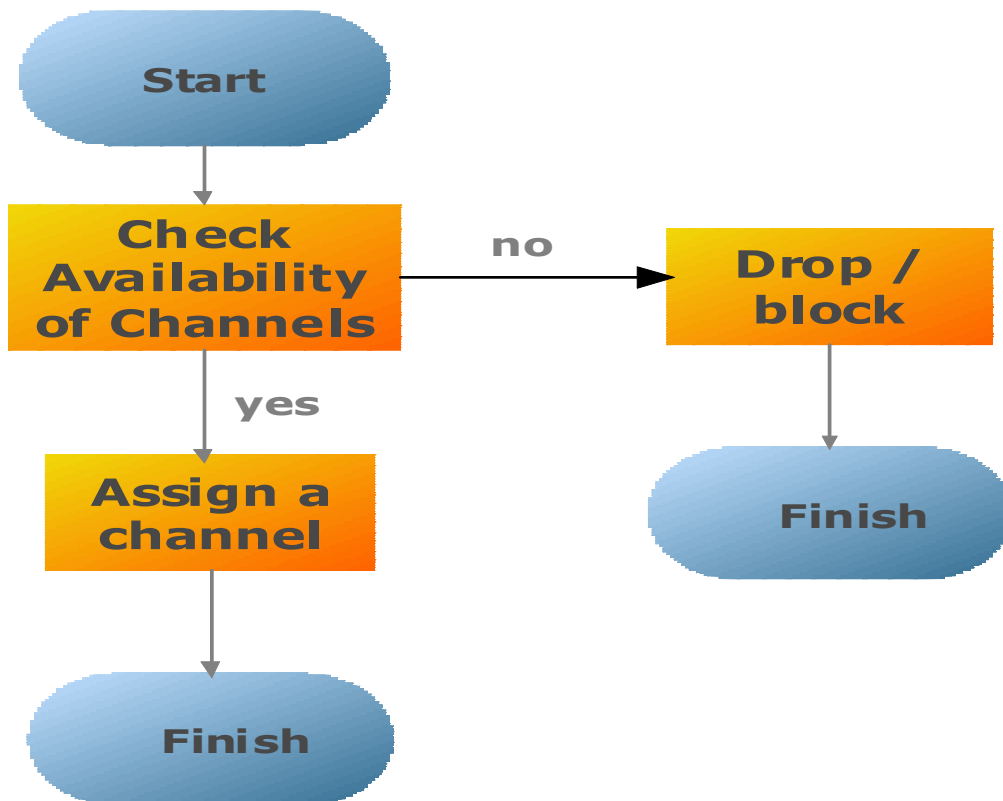 Start
Check
Availability
of Channels
no
Drop /
block
yes
Assign a
channel
Finish
Finish